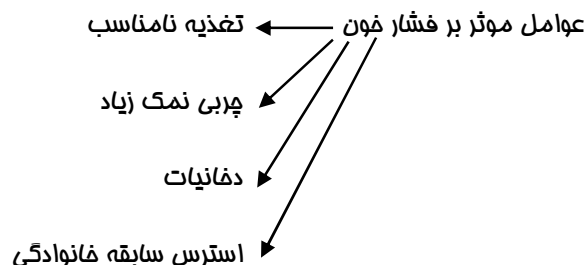 عوامل موثر بر فشار خون تغذیه نامناسب
چربی نمک زیاد
دخانیات
استرس سابقه خانوادگی